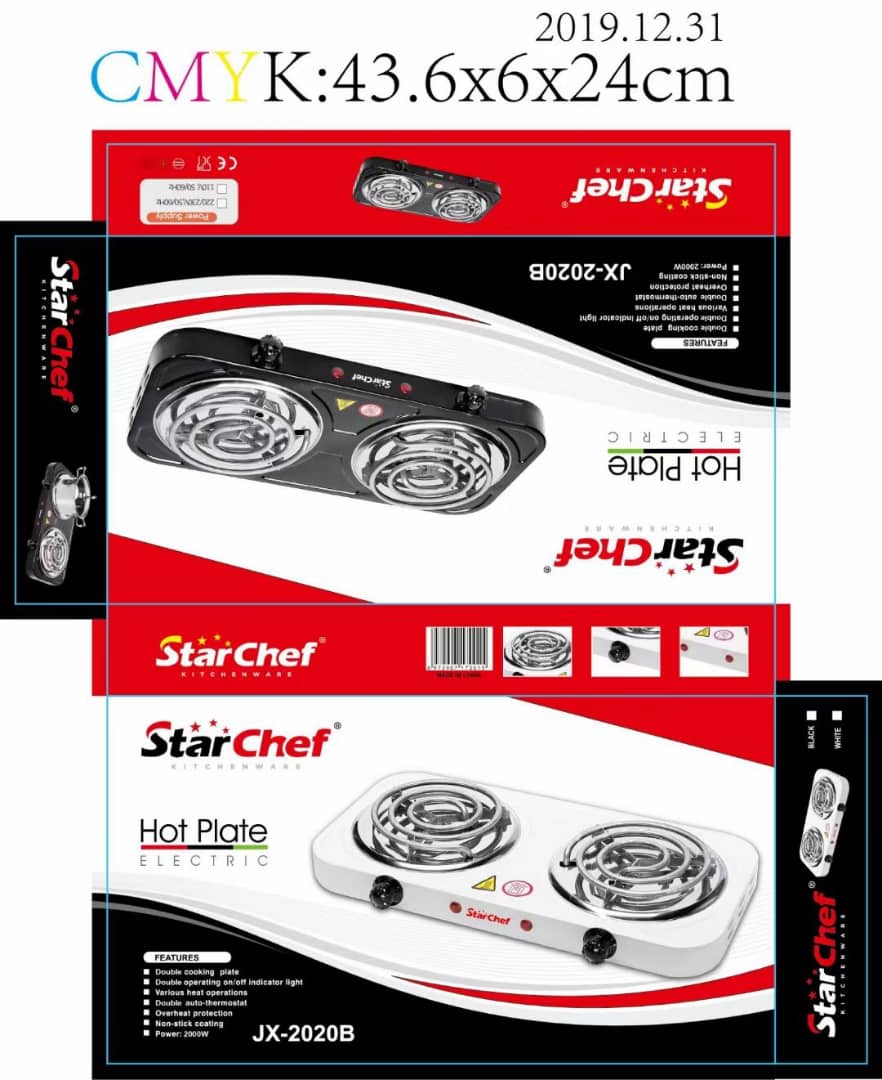 2019.12.31
CMYK:43.6x6x24cm
CE
110V, 50/60Hz
220/230V,50/60Hz
Power Supply
StarChef®
KITCHENWARE
JX-2020B
FEATURES
Double cooking plate
Double operating on/off indicator light
Various heat operations
Double auto-thermostat
Overheat protection
Non-stick coating
Power: 2000W
StarChef
Hot Plate
ELECTRIC
StarChef®
KITCHENWARE
StarChef®
KITCHENWARE
StarChef®
KITCHENWARE
MADE IN CHINA
StarChef®
KITCHENWARE
Hot Plate
ELECTRIC
StarChef
FEATURES
Double cooking plate
Double operating on/off indicator light
Various heat operations
Double auto-thermostat
Overheat protection
Non-stick coating
Power: 2000W
JX-2020B
BLACK
WHITE
StarChef®
KITCHENWARE